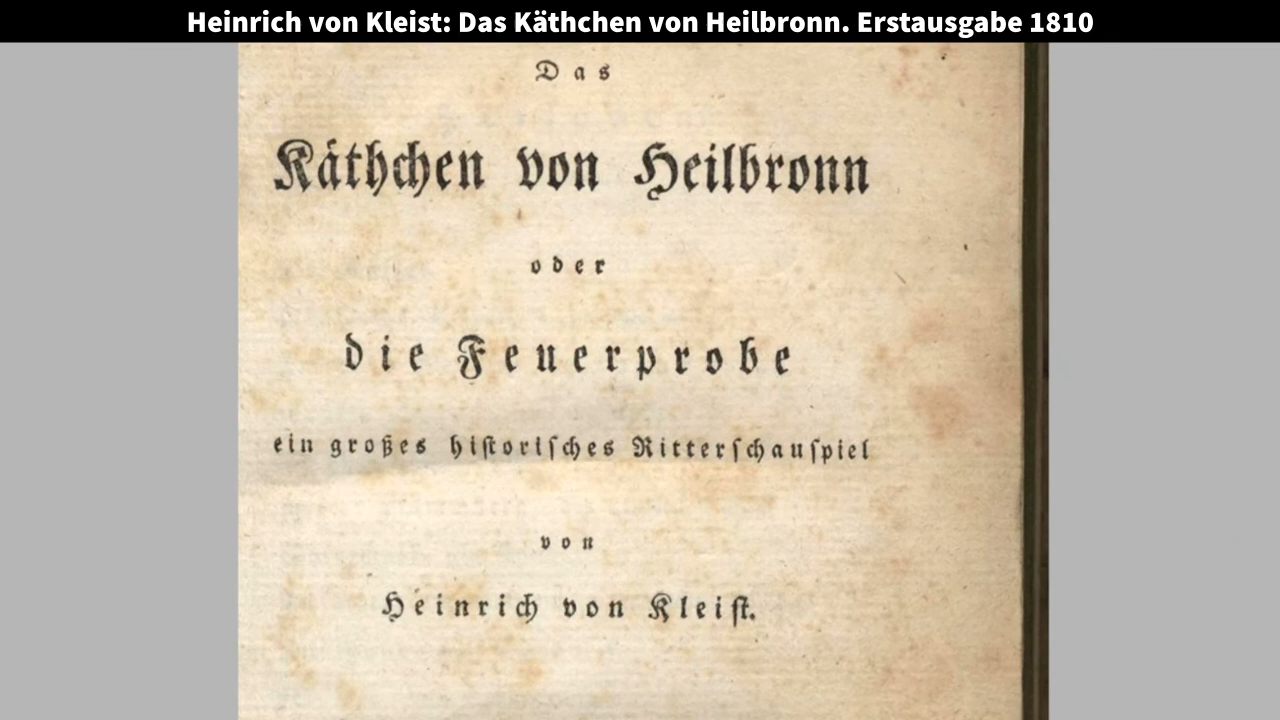 Heinrich von Kleist: Das Käthchen von Heilbronn. Erstausgabe 1810
Das
Käthchen von Heilbronn
oder
die Feuerprobe
ein großes hiſtoriſches Ritterſchauſpiel
von
Heinrich von Kleiſt.